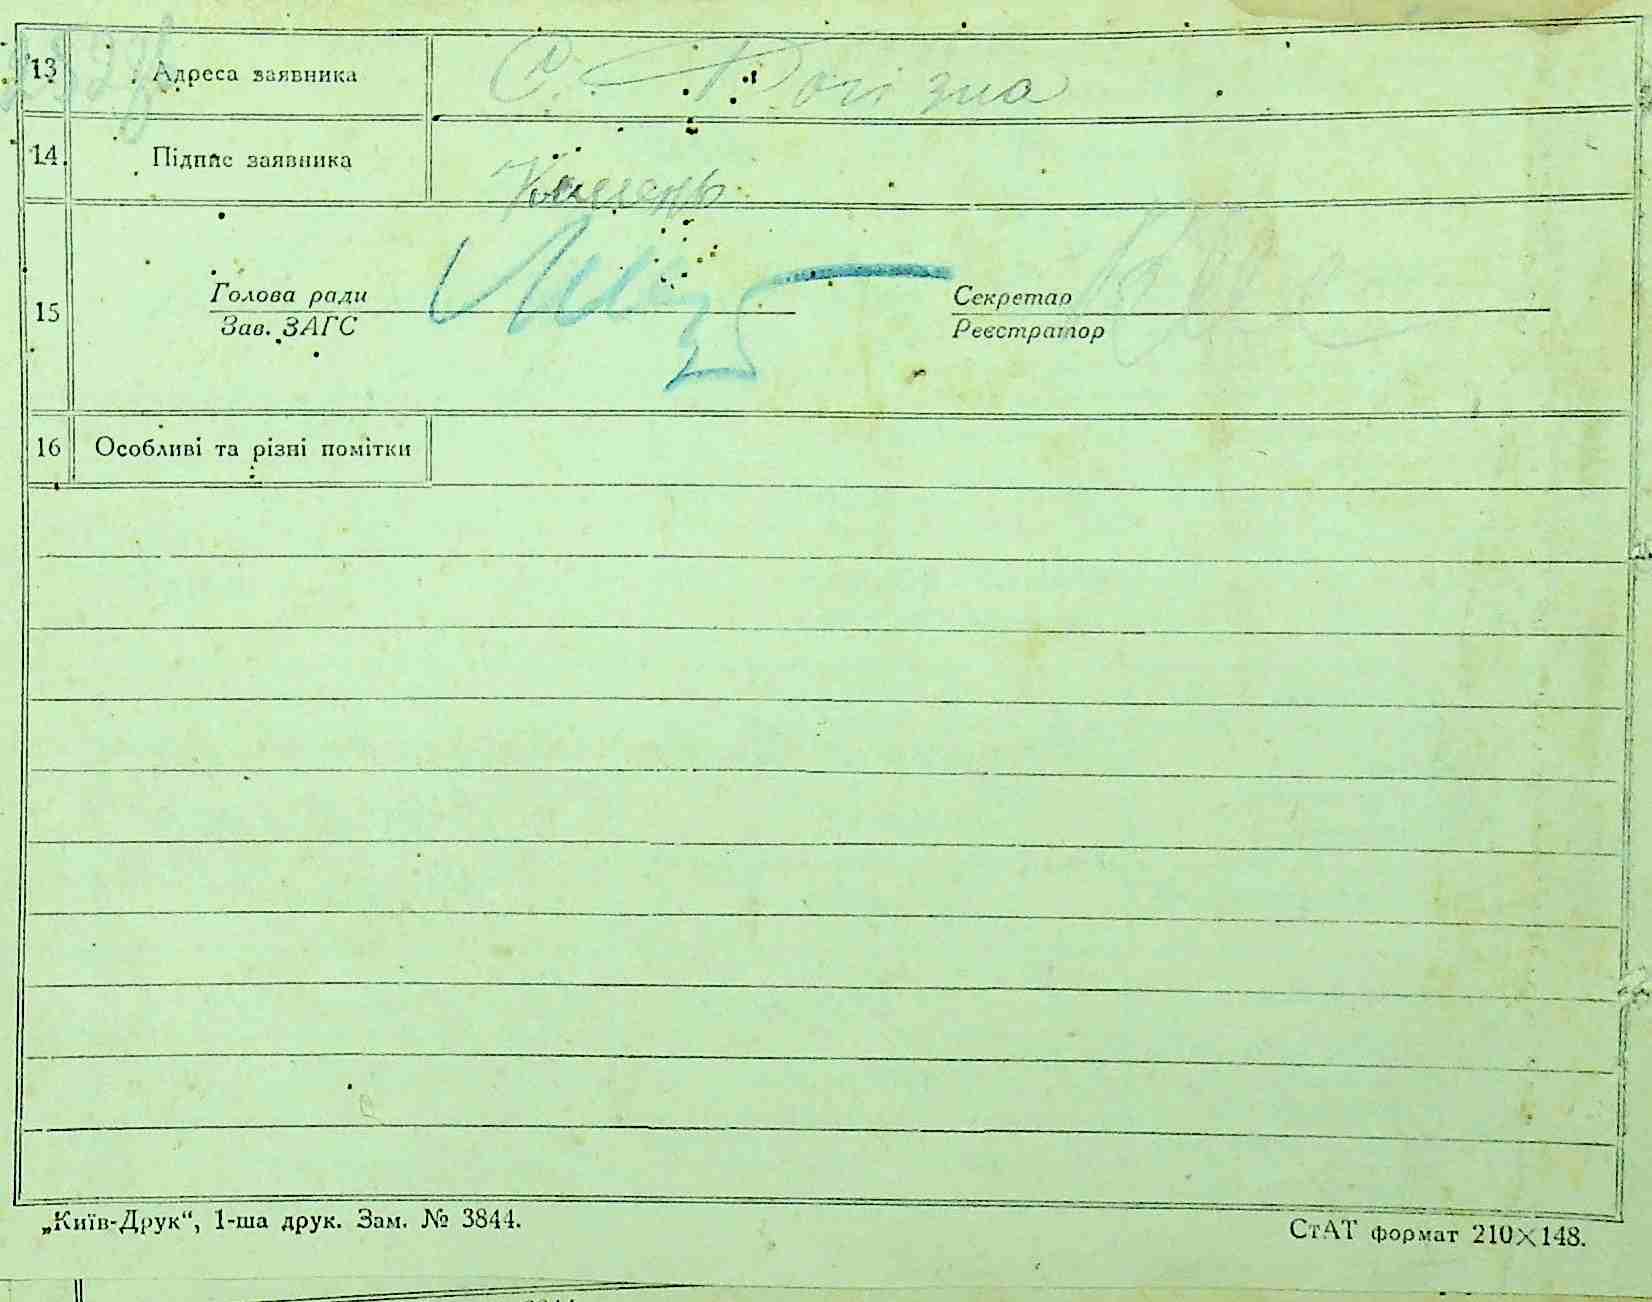 13 Адреса заявника С. Рогізна
14. Підпис заявника Камень
Голова ради Секретар
15
Зав. ЗАГС Реєстратор
16 Особливі та різні помітки
„Київ-Друк“, 1-ша друк. Зам. № 3844. СтАТ формат 210×148.